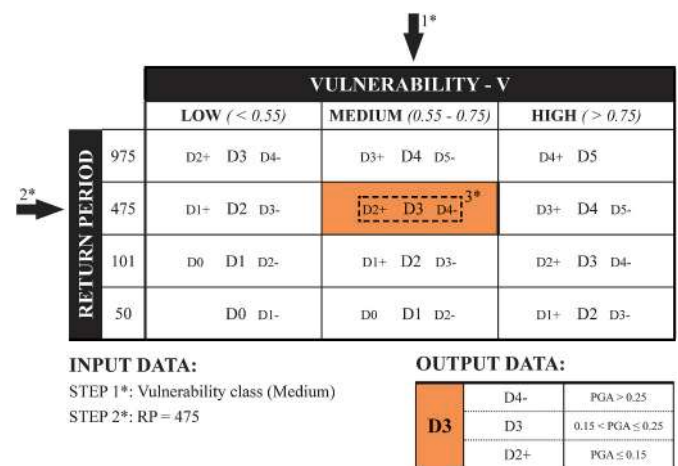 1*
VULNERABILITY - V
LOW ( < 0.55) MEDIUM (0.55 - 0.75) HIGH ( > 0.75)
2*
RETURN PERIOD
975 D2+ D3 D4- D3+ D4 D5- D4+ D5
475 D1+ D2 D3- D2+ D3 D4- 3* D3+ D4 D5-
101 D0 D1 D2- D1+ D2 D3- D2+ D3 D4-
50 D0 D1- D0 D1 D2- D1+ D2 D3-
INPUT DATA:
STEP 1*: Vulnerability class (Medium)
STEP 2*: RP = 475
OUTPUT DATA:
D3
D4- PGA > 0.25
D3 0.15 < PGA ≤ 0.25
D2+ PGA ≤ 0.15